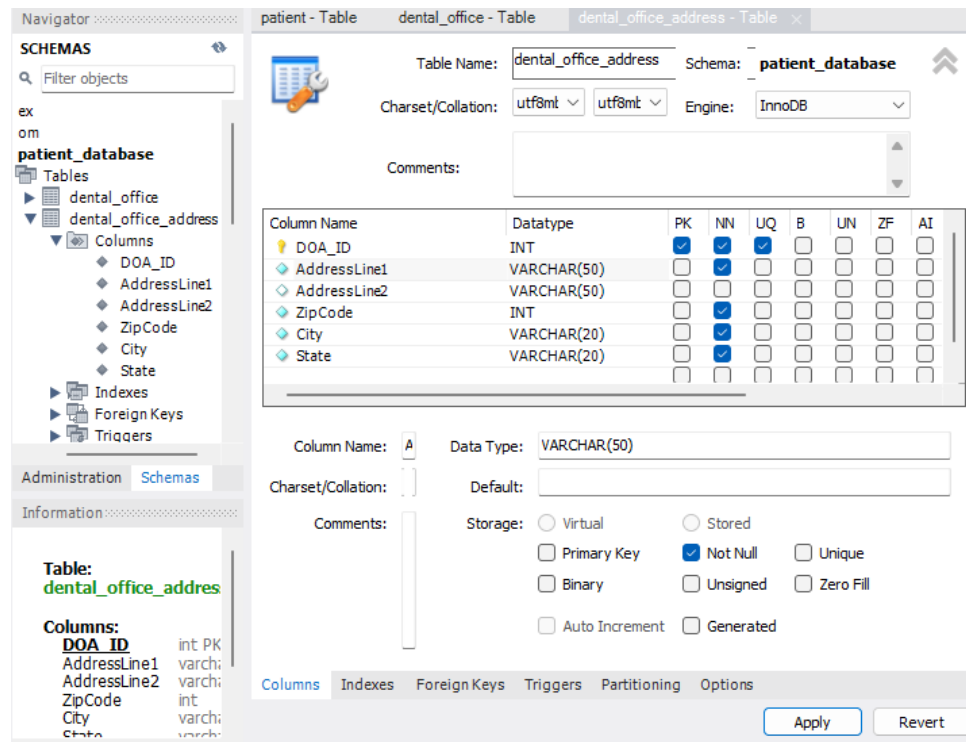 Navigator
SCHEMAS
Filter objects
ex
om
patient_database
Tables
dental_office
dental_office_address
Columns
DOA_ID
AddressLine1
AddressLine2
ZipCode
City
State
Indexes
Foreign Keys
Triggers
Administration Schemas
Information
Table:
dental_office_addres
Columns:
DOA_ID int PK
AddressLine1 varcha
AddressLine2 varcha
ZipCode int
City varcha
State varch
patient - Table dental_office - Table dental_office_address - Table
Table Name: dental_office_address Schema: patient_database
Charset/Collation: utf8mb utf8mb Engine: InnoDB
Comments:
Column Name Datatype PK NN UQ B UN ZF AI
DOA_ID INT
AddressLine1 VARCHAR(50)
AddressLine2 VARCHAR(50)
ZipCode INT
City VARCHAR(20)
State VARCHAR(20)
Column Name: A Data Type: VARCHAR(50)
Charset/Collation: Default:
Comments: Storage: Virtual Stored
Primary Key Not Null Unique
Binary Unsigned Zero Fill
Auto Increment Generated
Columns Indexes Foreign Keys Triggers Partitioning Options
Apply Revert